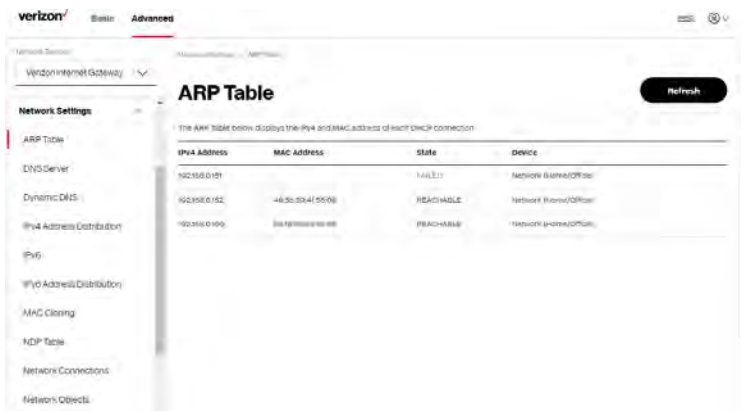 verizon Basic Advanced
Verizon Internet Gateway
Network Settings
ARP Table
DNS Server
Dynamic DNS
IPv4 Address Distribution
IPv6
IPv6 Address Distribution
MAC Cloning
NDP Table
Network Connections
Network Objects
ARP Table
Refresh
The ARP Table below displays the IPv4 and MAC address of each DHCP connection
IPv4 Address MAC Address State Device
FAILED Network (Home/Office)
REACHABLE Network (Home/Office)
REACHABLE Network (Home/Office)